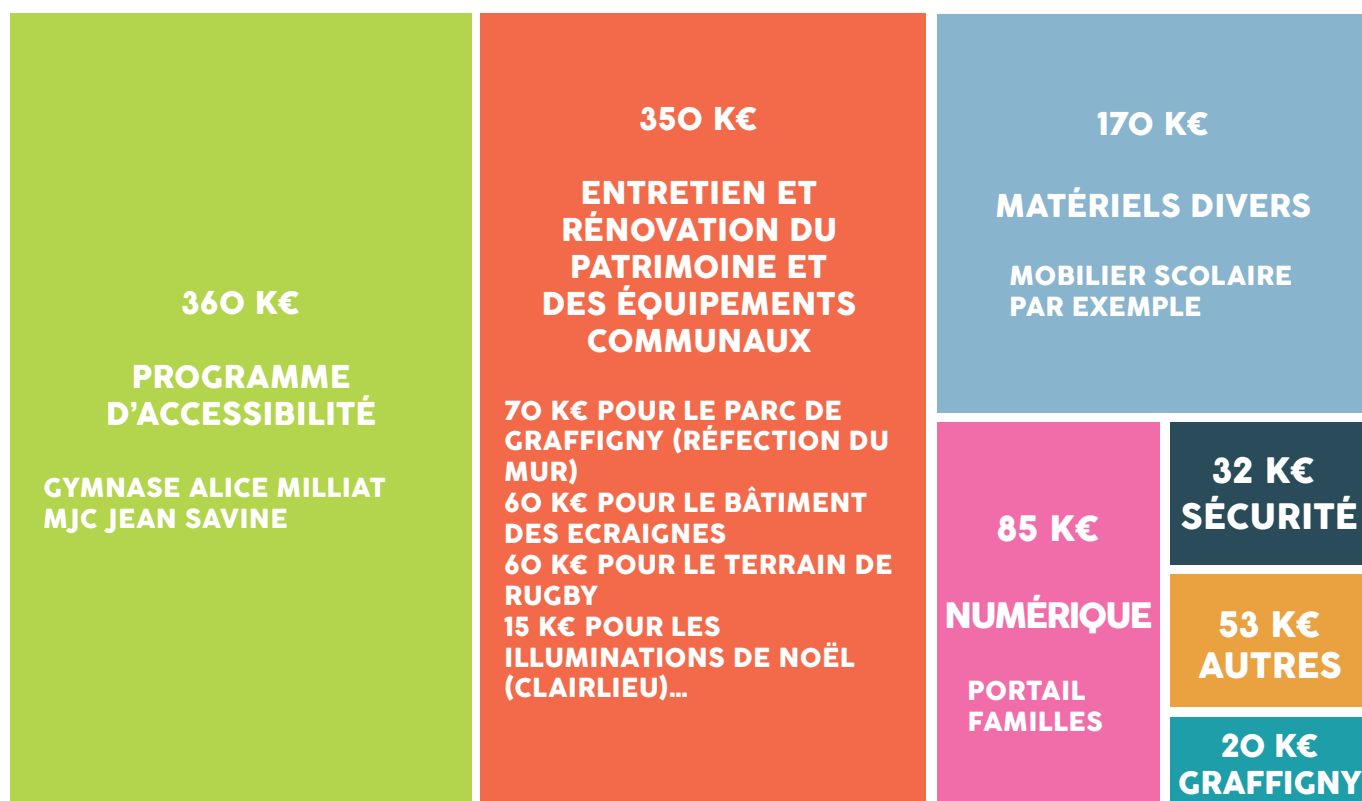 360 K€
PROGRAMME
D'ACCESSIBILITÉ
GYMNASE ALICE MILLIAT
MJC JEAN SAVINE
350 K€
ENTRETIEN ET
RÉNOVATION DU
PATRIMOINE ET
DES ÉQUIPEMENTS
COMMUNAUX
70 K€ POUR LE PARC DE
GRAFFIGNY (RÉFECTION DU
MUR)
60 K€ POUR LE BÂTIMENT
DES ECRAIGNES
60 K€ POUR LE TERRAIN DE
RUGBY
15 K€ POUR LES
ILLUMINATIONS DE NOËL
(CLAIRLIEU)...
170 K€
MATÉRIELS DIVERS
MOBILIER SCOLAIRE
PAR EXEMPLE
85 K€
NUMÉRIQUE
PORTAIL
FAMILLES
32 K€
SÉCURITÉ
53 K€
AUTRES
20 K€
GRAFFIGNY